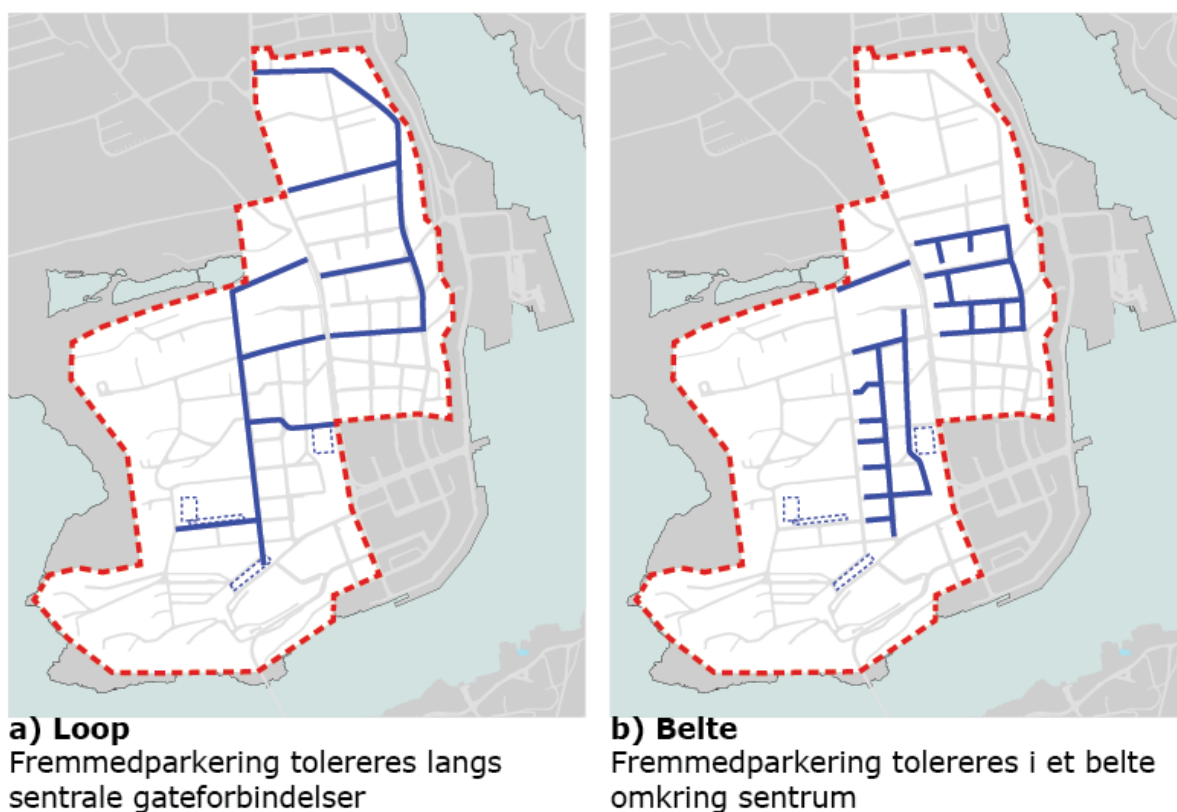 a) Loop
Fremmedparkering tolereres langs
sentrale gateforbindelser
b) Belte
Fremmedparkering tolereres i et belte
omkring sentrum